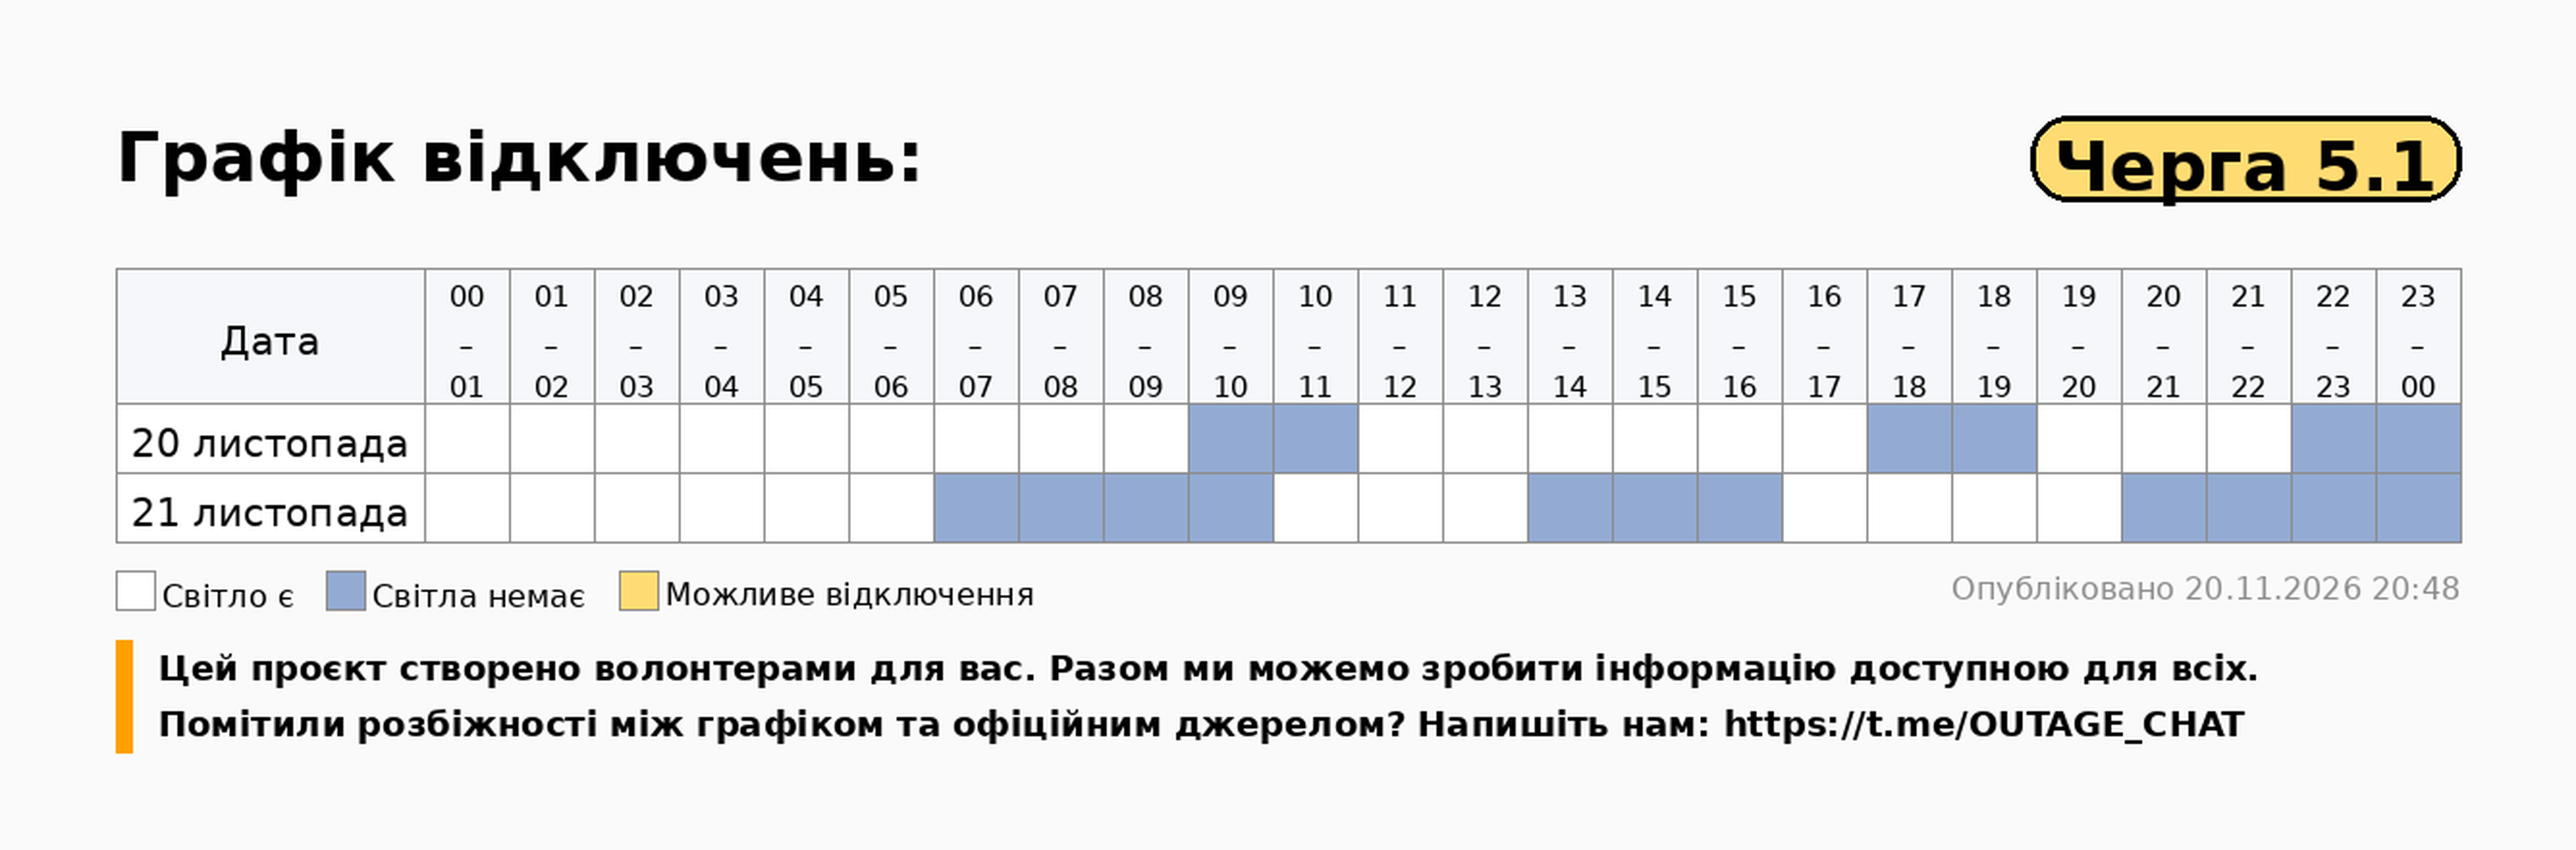 Графік відключень:
Черга 5.1
Дата 00 – 01 01 – 02 02 – 03 03 – 04 04 – 05 05 – 06 06 – 07 07 – 08 08 – 09 09 – 10 10 – 11 11 – 12 12 – 13 13 – 14 14 – 15 15 – 16 16 – 17 17 – 18 18 – 19 19 – 20 20 – 21 21 – 22 22 – 23 23 – 00
20 листопада
21 листопада
Світло є Світла немає Можливе відключення
Опубліковано 20.11.2026 20:48
Цей проєкт створено волонтерами для вас. Разом ми можемо зробити інформацію доступною для всіх.
Помітили розбіжності між графіком та офіційним джерелом? Напишіть нам: https://t.me/OUTAGE_CHAT